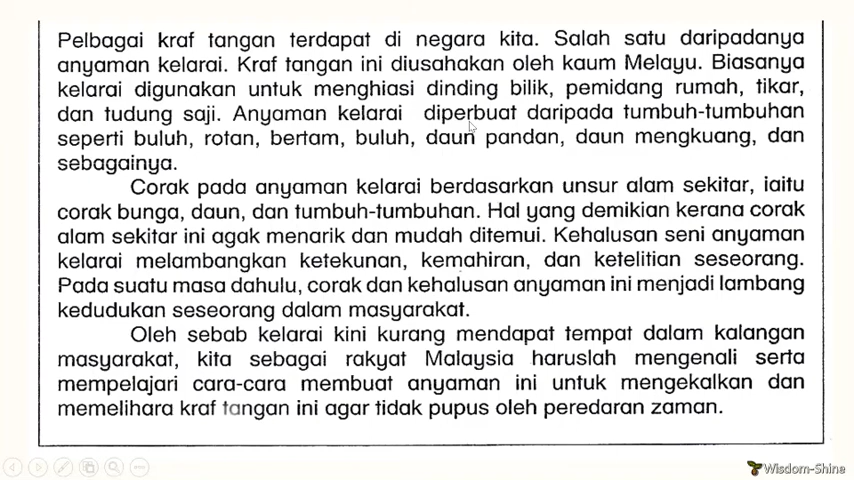 Pelbagai kraf tangan terdapat di negara kita. Salah satu daripadanya
anyaman kelarai. Kraf tangan ini diusahakan oleh kaum Melayu. Biasanya
kelarai digunakan untuk menghiasi dinding bilik, pemidang rumah, tikar,
dan tudung saji. Anyaman kelarai diperbuat daripada tumbuh-tumbuhan
seperti buluh, rotan, bertam, buluh, daun pandan, daun mengkuang, dan
sebagainya.
Corak pada anyaman kelarai berdasarkan unsur alam sekitar, iaitu
corak bunga, daun, dan tumbuh-tumbuhan. Hal yang demikian kerana corak
alam sekitar ini agak menarik dan mudah ditemui. Kehalusan seni anyaman
kelarai melambangkan ketekunan, kemahiran, dan ketelitian seseorang.
Pada suatu masa dahulu, corak dan kehalusan anyaman ini menjadi lambang
kedudukan seseorang dalam masyarakat.
Oleh sebab kelarai kini kurang mendapat tempat dalam kalangan
masyarakat, kita sebagai rakyat Malaysia haruslah mengenali serta
mempelajari cara-cara membuat anyaman ini untuk mengekalkan dan
memelihara kraf tangan ini agar tidak pupus oleh peredaran zaman.
Wisdom-Shine